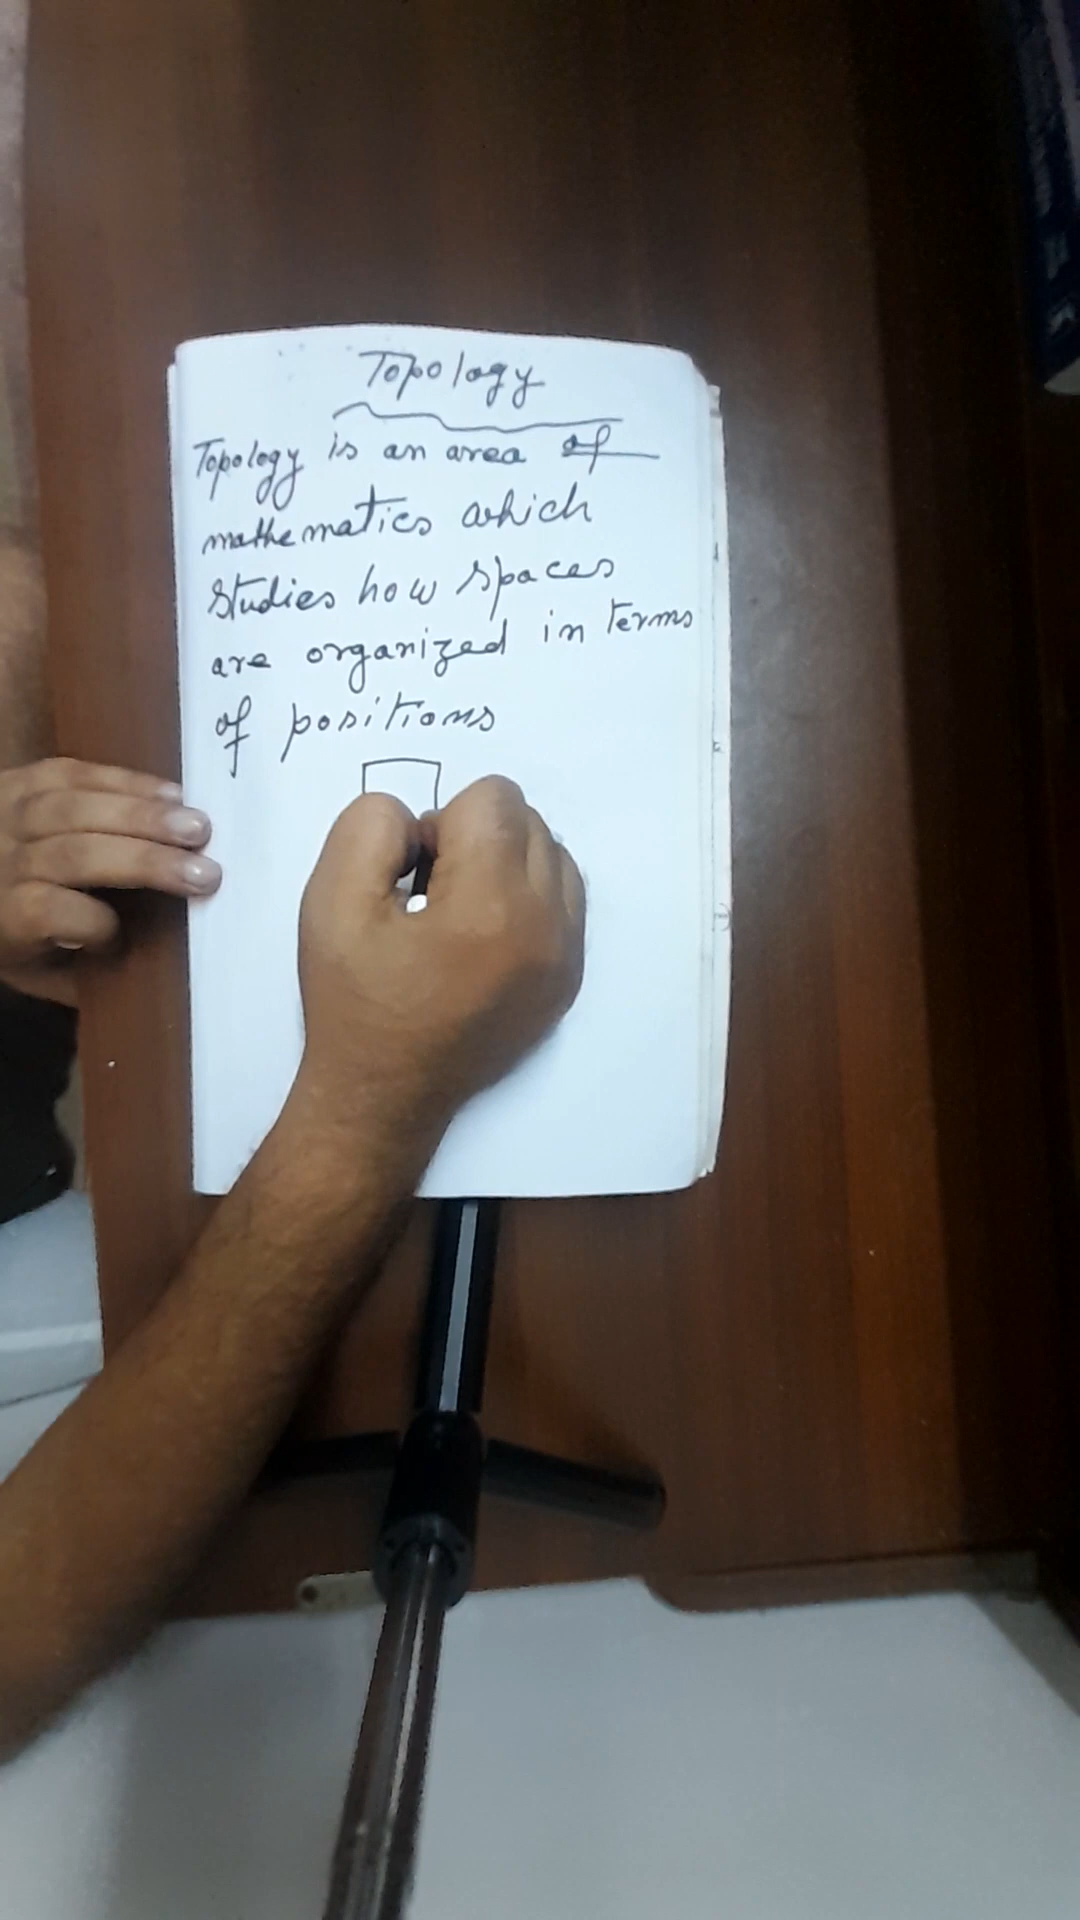 Topology
Topology is an area of
mathematics which
studies how spaces
are organized in terms
of positions